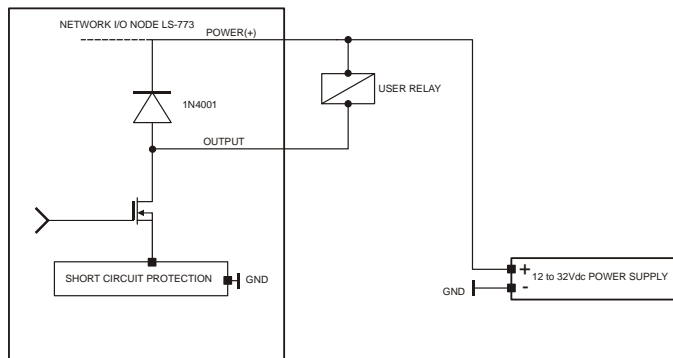 NETWORK I/O NODE LS-773
POWER(+)
1N4001
USER RELAY
OUTPUT
SHORT CIRCUIT PROTECTION
GND
+
12 to 32Vdc POWER SUPPLY
-
GND